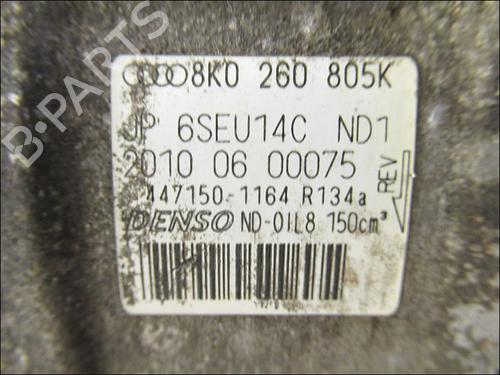 8K0 260 805K
JP 6SEU14C ND1
2010 06 00075
447150-1164 R134a
DENSO ND-OIL8 150cm³
REV
B-PARTS